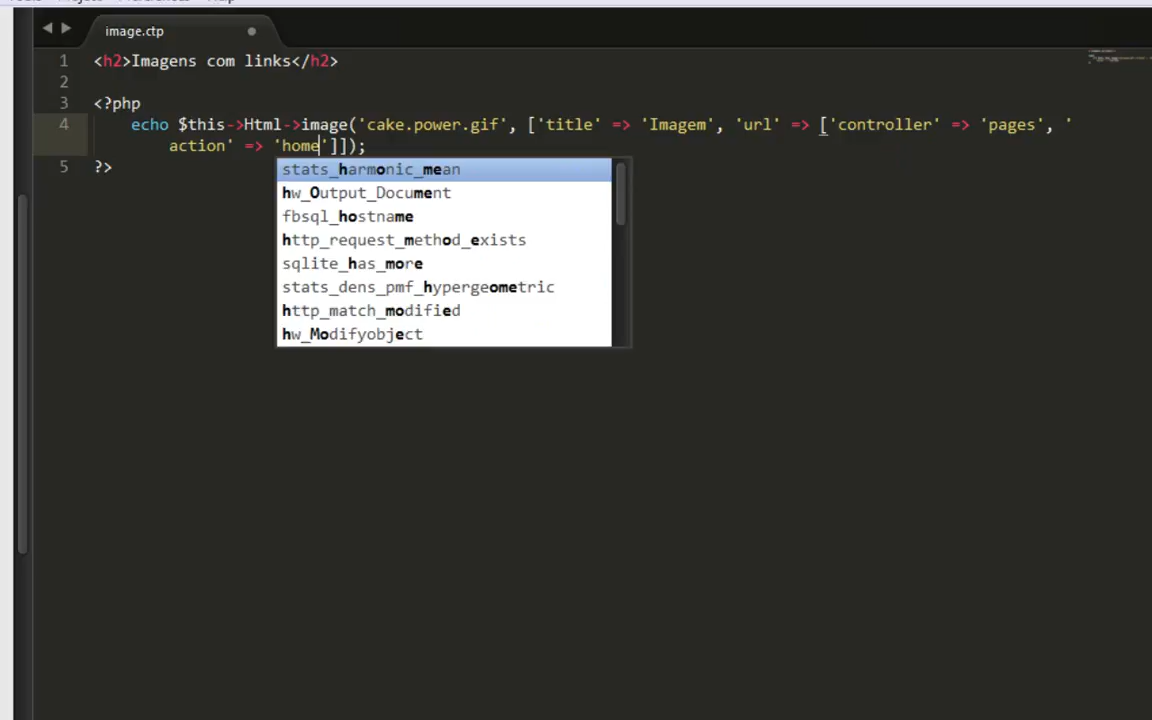 image.ctp
1 <h2>Imagens com links</h2>
2
3 <?php
4 echo $this->Html->image('cake.power.gif', ['title' => 'Imagem', 'url' => ['controller' => 'pages', '
action' => 'home']]);
5 ?>
stats_harmonic_mean
hw_Output_Document
fbsql_hostname
http_request_method_exists
sqlite_has_more
stats_dens_pmf_hypergeometric
http_match_modified
hw_Modifyobject